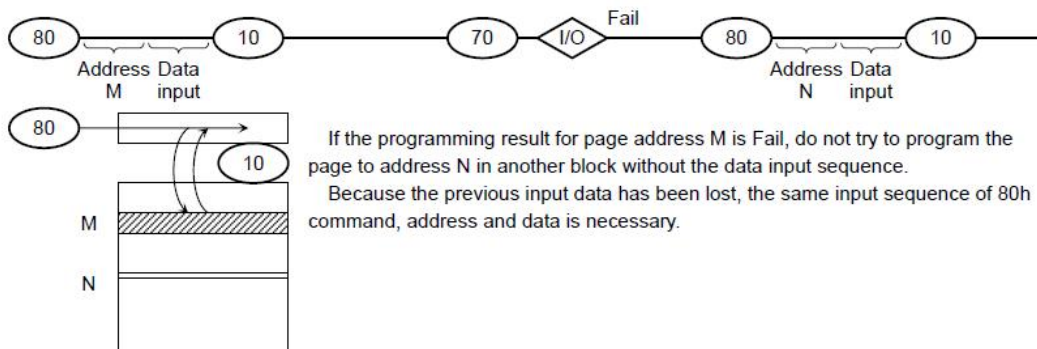 Fail
80 10 70 I/O 80 10
Address Data Address Data
M input N input
80
10
M
N
If the programming result for page address M is Fail, do not try to program the
page to address N in another block without the data input sequence.
Because the previous input data has been lost, the same input sequence of 80h
command, address and data is necessary.